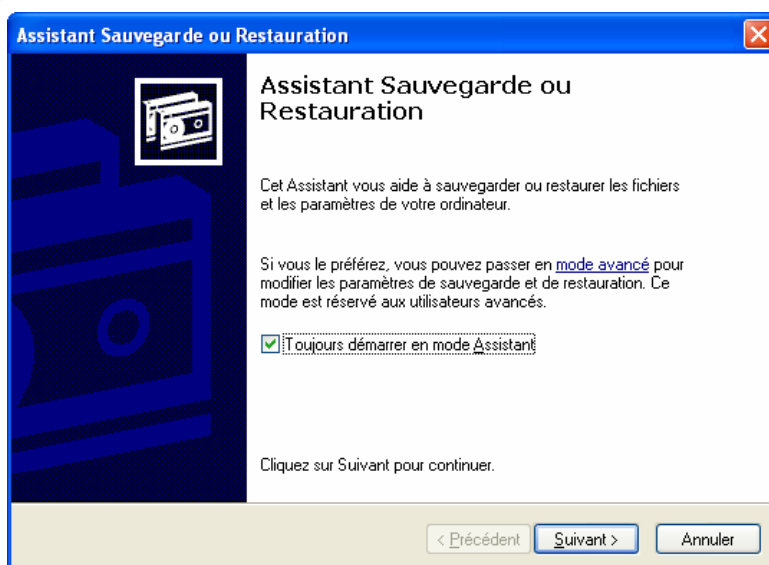 Assistant Sauvegarde ou Restauration
Assistant Sauvegarde ou
Restauration
Cet Assistant vous aide à sauvegarder ou restaurer les fichiers
et les paramètres de votre ordinateur.
Si vous le préférez, vous pouvez passer en mode avancé pour
modifier les paramètres de sauvegarde et de restauration. Ce
mode est réservé aux utilisateurs avancés.
Toujours démarrer en mode Assistant
Cliquez sur Suivant pour continuer.
< Précédent Suivant > Annuler